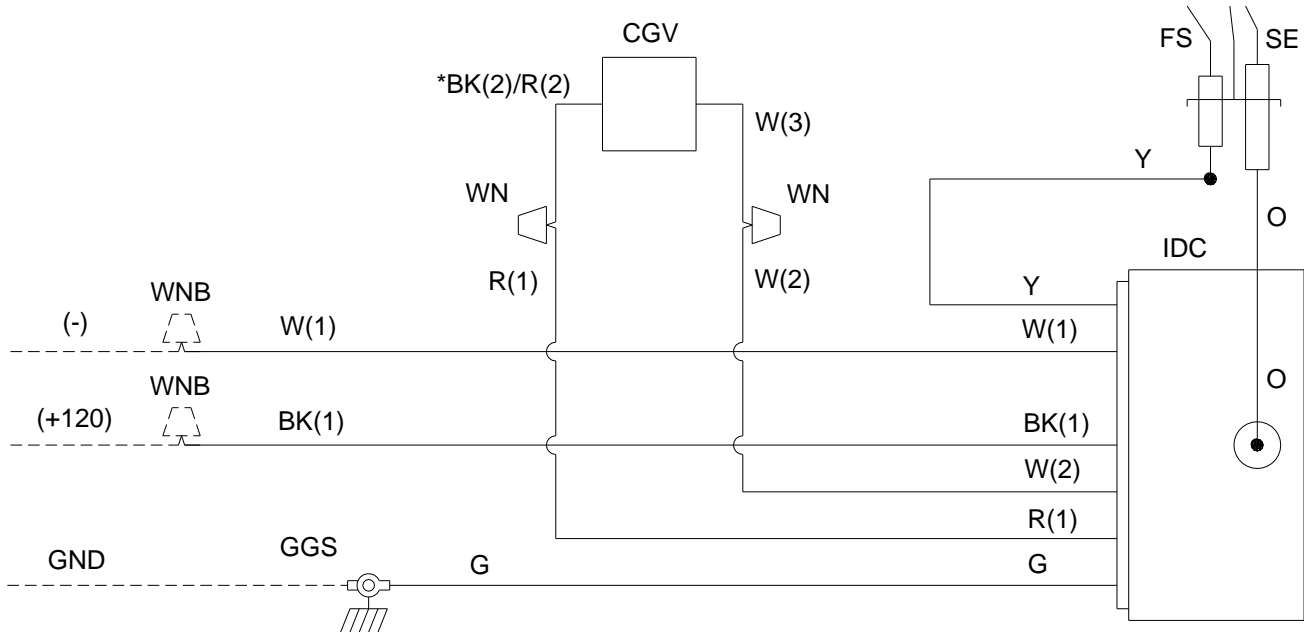 CGV
FS
SE
*BK(2)/R(2)
W(3)
Y
WN
WN
O
IDC
R(1)
W(2)
Y
WNB
(-)
W(1)
W(1)
WNB
O
(+120)
BK(1)
BK(1)
W(2)
R(1)
GND
GGS
G
G